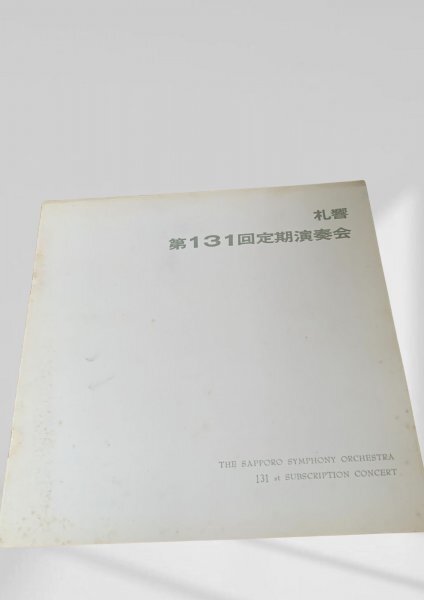 札響
第131回定期演奏会
THE SAPPORO SYMPHONY ORCHESTRA
131 st SUBSCRIPTION CONCERT